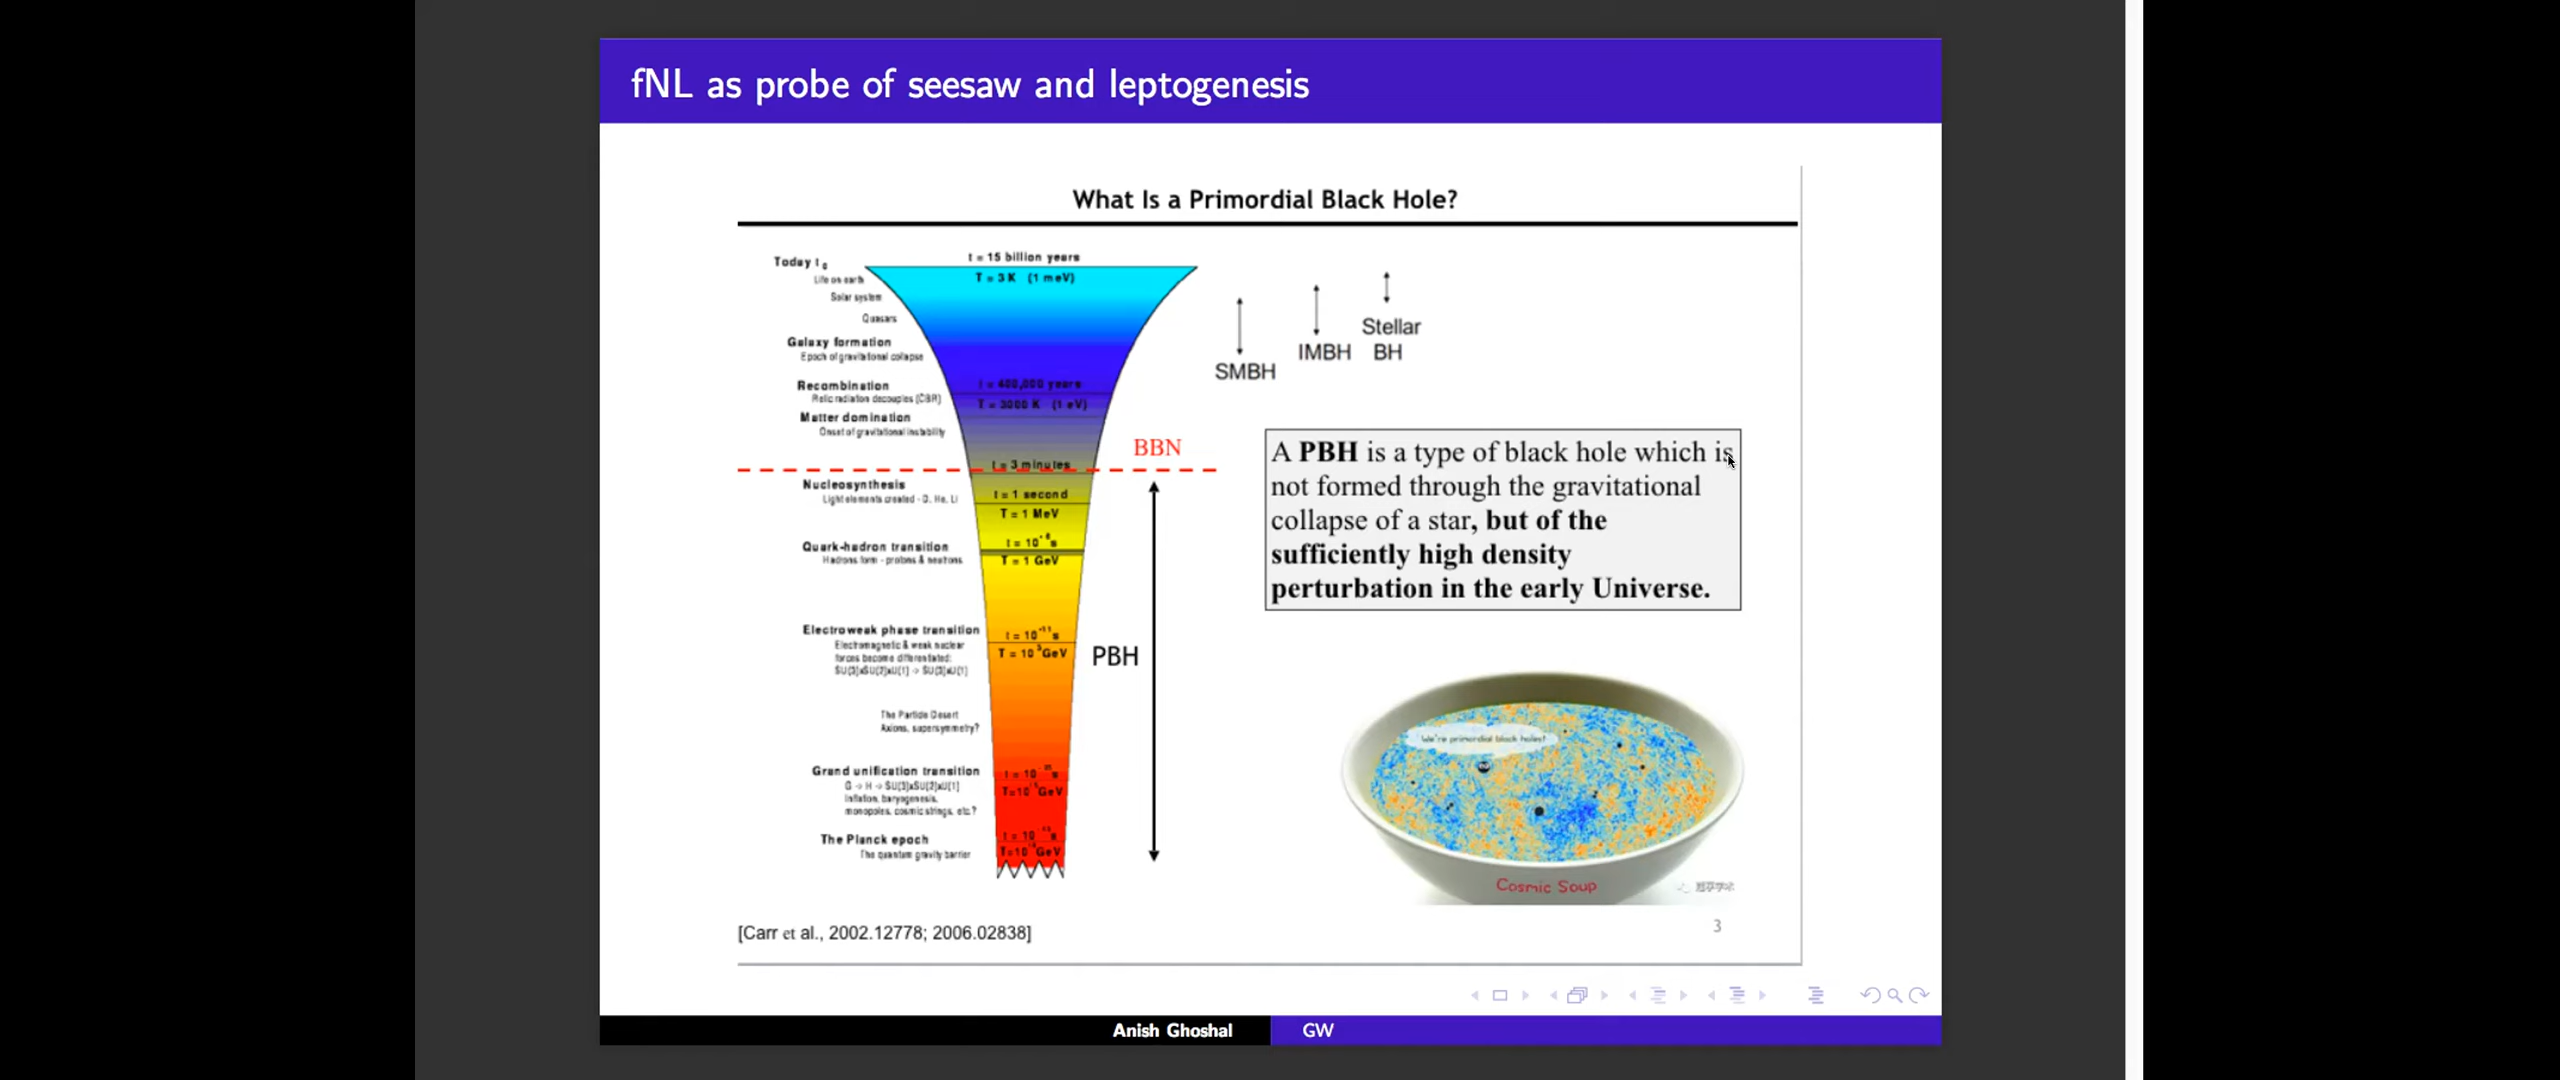 fNL as probe of seesaw and leptogenesis
What Is a Primordial Black Hole?
t = 15 billion years
Today t₀
T = 3 K (1 meV)
Life on earth
Solar system
Quasars
Galaxy formation
Epoch of gravitational collapse
Recombination
Relic radiation decouples (CBR)
t = 400,000 years
T = 3000 K (1 eV)
Matter domination
Onset of gravitational instability
SMBH
IMBH
Stellar
BH
BBN
t = 3 minutes
Nucleosynthesis
Light elements created - D, He, Li
t = 1 second
T = 1 MeV
Quark-hadron transition
Hadrons form - protons & neutrons
t = 10⁻⁶s
T = 1 GeV
Electroweak phase transition
Electromagnetic & weak nuclear
forces become differentiated:
SU(3)xSU(2)xU(1) -> SU(3)xU(1)
t = 10⁻¹¹s
T = 10³GeV
PBH
The Particle Desert
Axions, supersymmetry?
Grand unification transition
G -> H -> SU(3)xSU(2)xU(1)
Inflation, baryogenesis,
monopoles, cosmic strings, etc.?
The Planck epoch
The quantum gravity barrier
A PBH is a type of black hole which is
not formed through the gravitational
collapse of a star, but of the
sufficiently high density
perturbation in the early Universe.
We're primordial black holes!
Cosmic Soup
[Carr et al., 2002.12778; 2006.02838]
3
Anish Ghoshal
GW